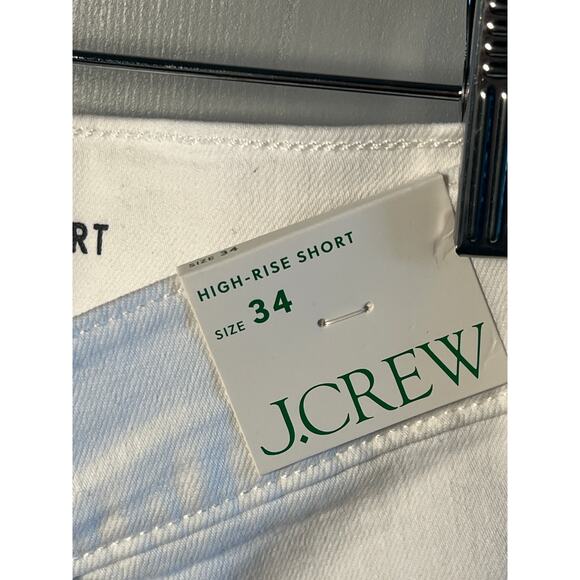 RT
SIZE 34
HIGH-RISE SHORT
SIZE 34
J.CREW